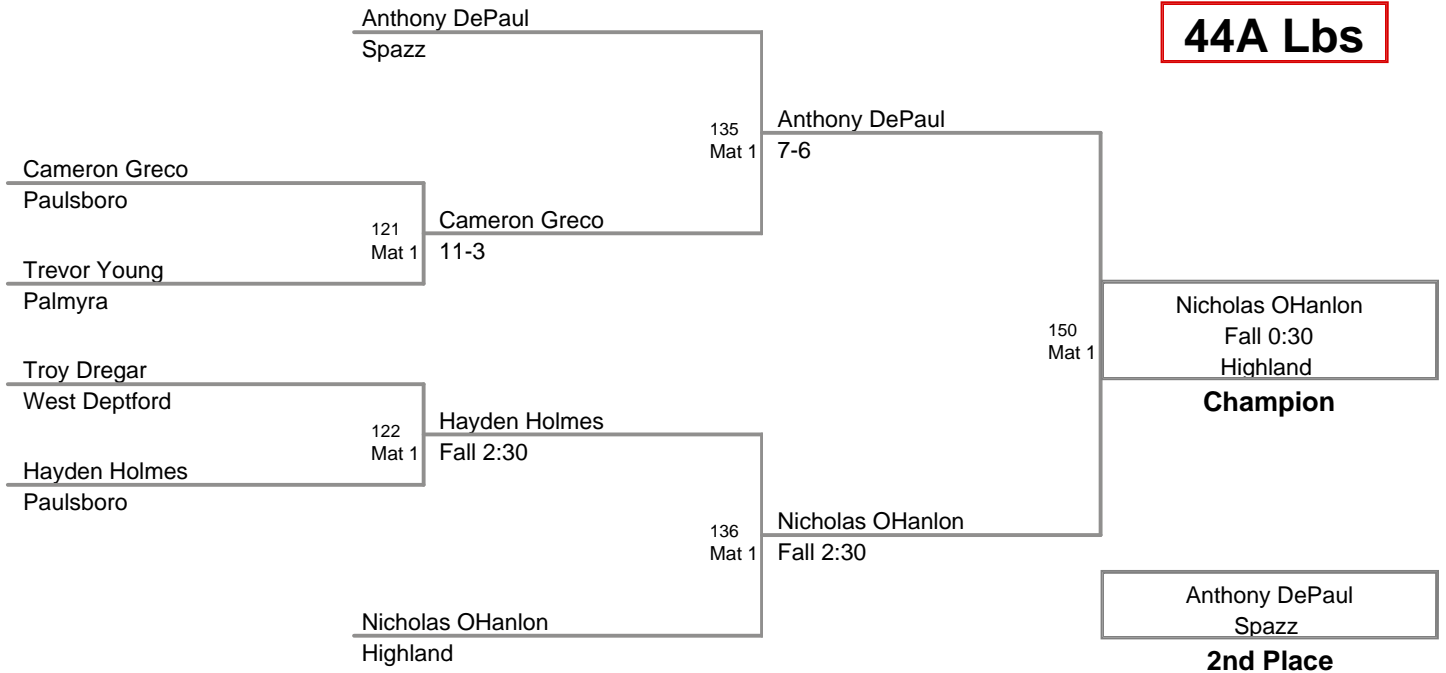 Anthony DePaul
Spazz
44A Lbs
135
Mat 1
Anthony DePaul
7-6
Cameron Greco
Paulsboro
121
Mat 1
Cameron Greco
11-3
Trevor Young
Palmyra
150
Mat 1
Nicholas OHanlon
Fall 0:30
Highland
Champion
Troy Dregar
West Deptford
122
Mat 1
Hayden Holmes
Fall 2:30
Hayden Holmes
Paulsboro
136
Mat 1
Nicholas OHanlon
Fall 2:30
Nicholas OHanlon
Highland
Anthony DePaul
Spazz
2nd Place